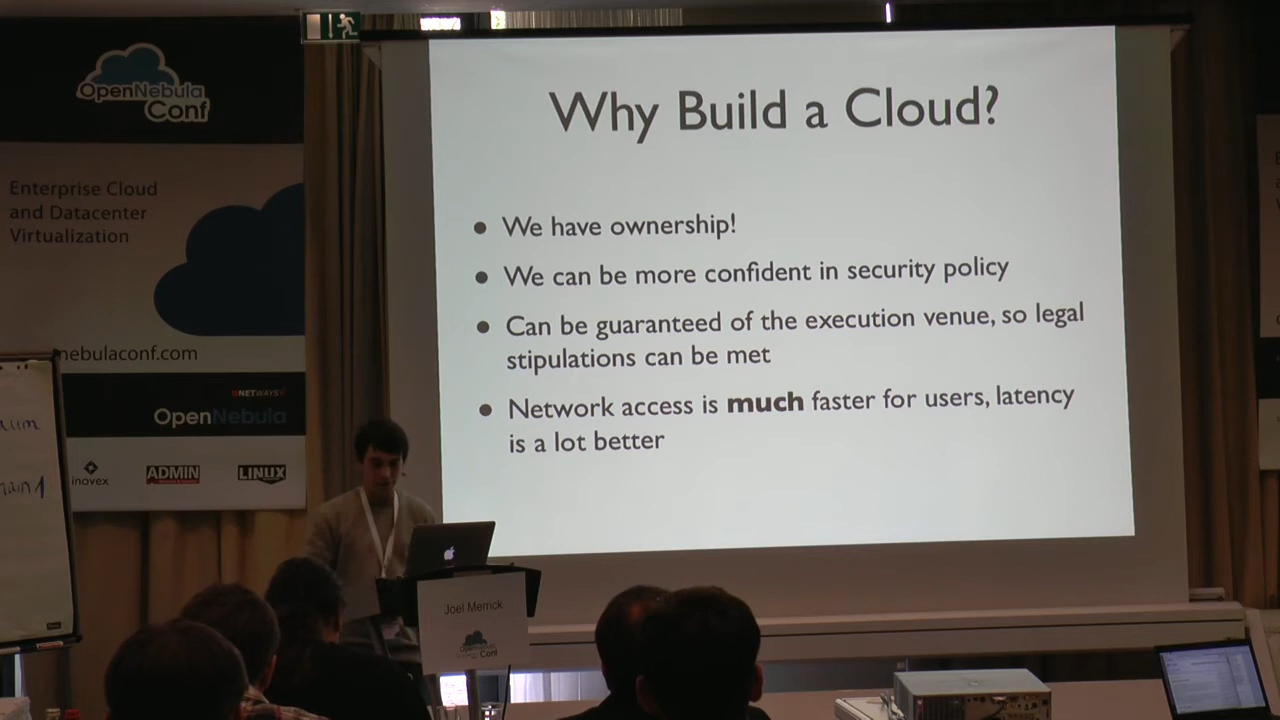 OpenNebula
Conf
Enterprise Cloud
and Datacenter
Virtualization
nebulaconf.com
NETWAYS
OpenNebula
inovex
ADMIN
LINUX
Why Build a Cloud?
• We have ownership!
• We can be more confident in security policy
• Can be guaranteed of the execution venue, so legal
stipulations can be met
• Network access is much faster for users, latency
is a lot better
Joel Merrick
OpenNebula
Conf